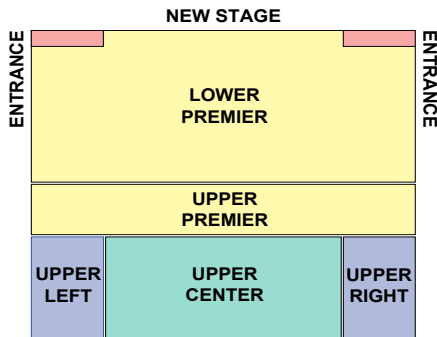 NEW STAGE
ENTRANCE
ENTRANCE
LOWER
PREMIER
UPPER
PREMIER
UPPER
LEFT
UPPER
CENTER
UPPER
RIGHT